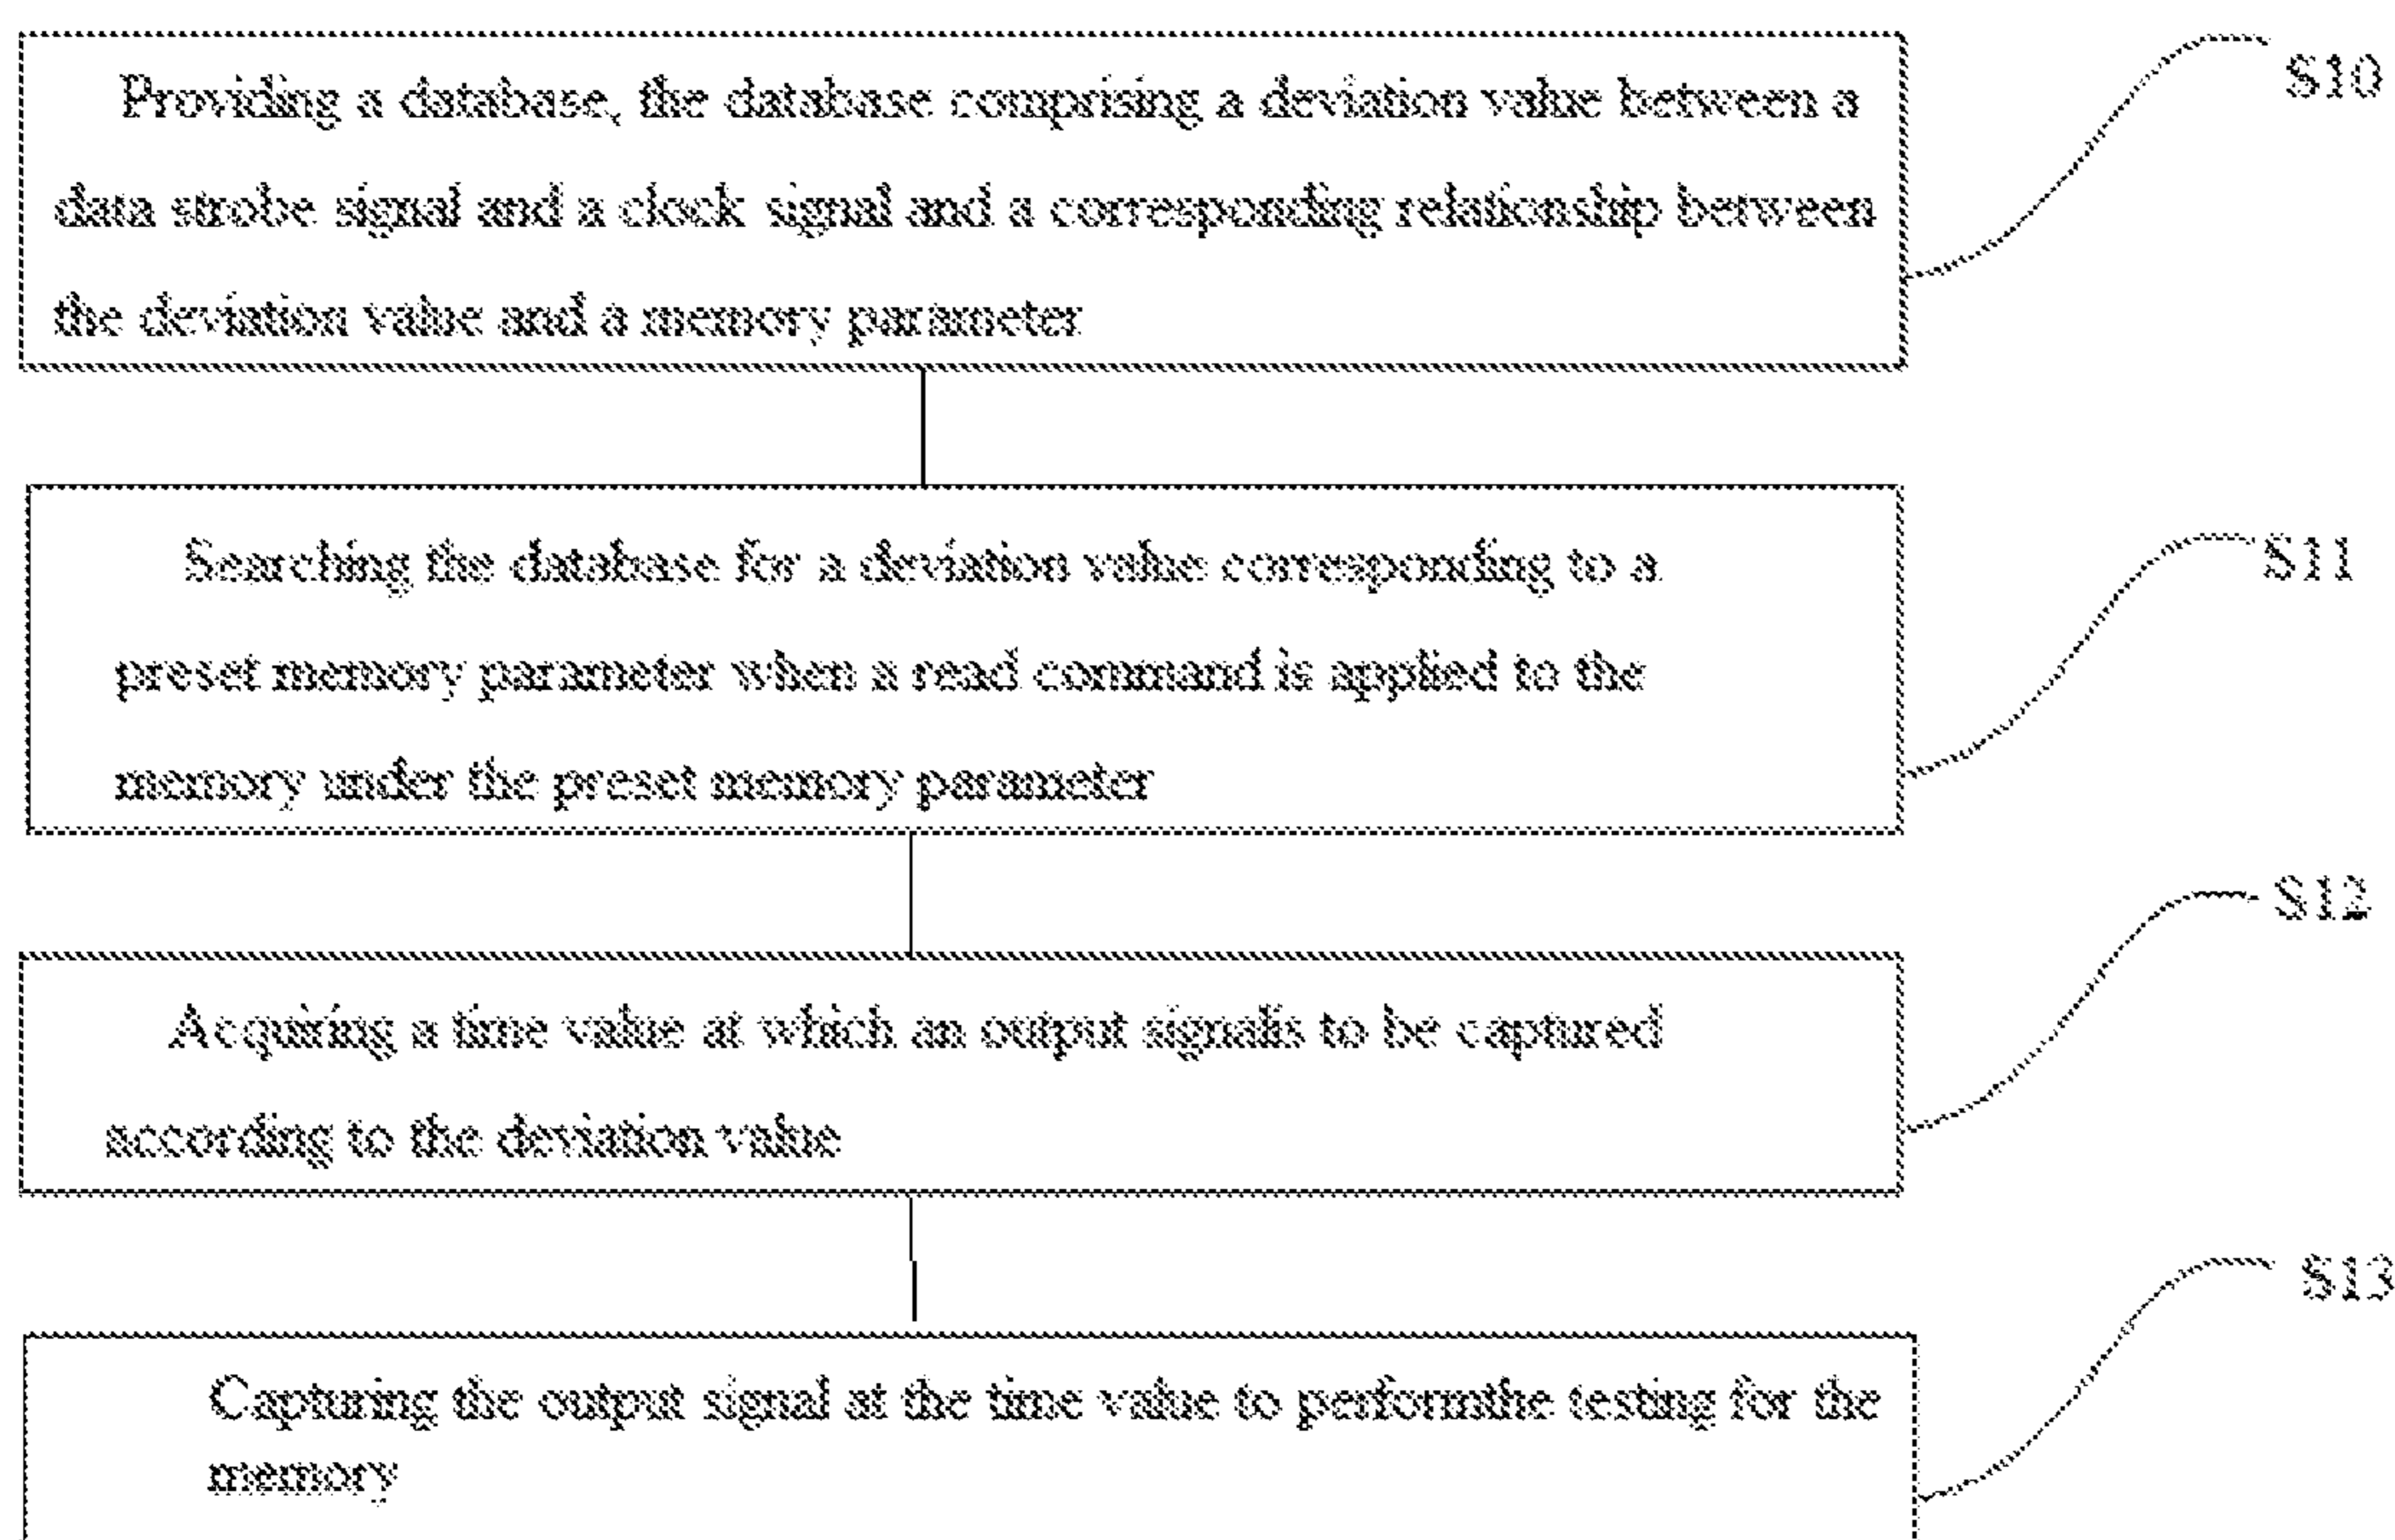 Providing a database, the database comprising a deviation value between a
S10
data strobe signal and a clock signal and a corresponding relationship between
the deviation value and a memory parameter
Searching the database for a deviation value corresponding to a
S11
preset memory parameter when a read command is applied to the
memory under the preset memory parameter
S12
Acquiring a time value at which an output signalis to be captured
according to the deviation value
S13
Capturing the output signal at the time value to performthe testing for the
memory